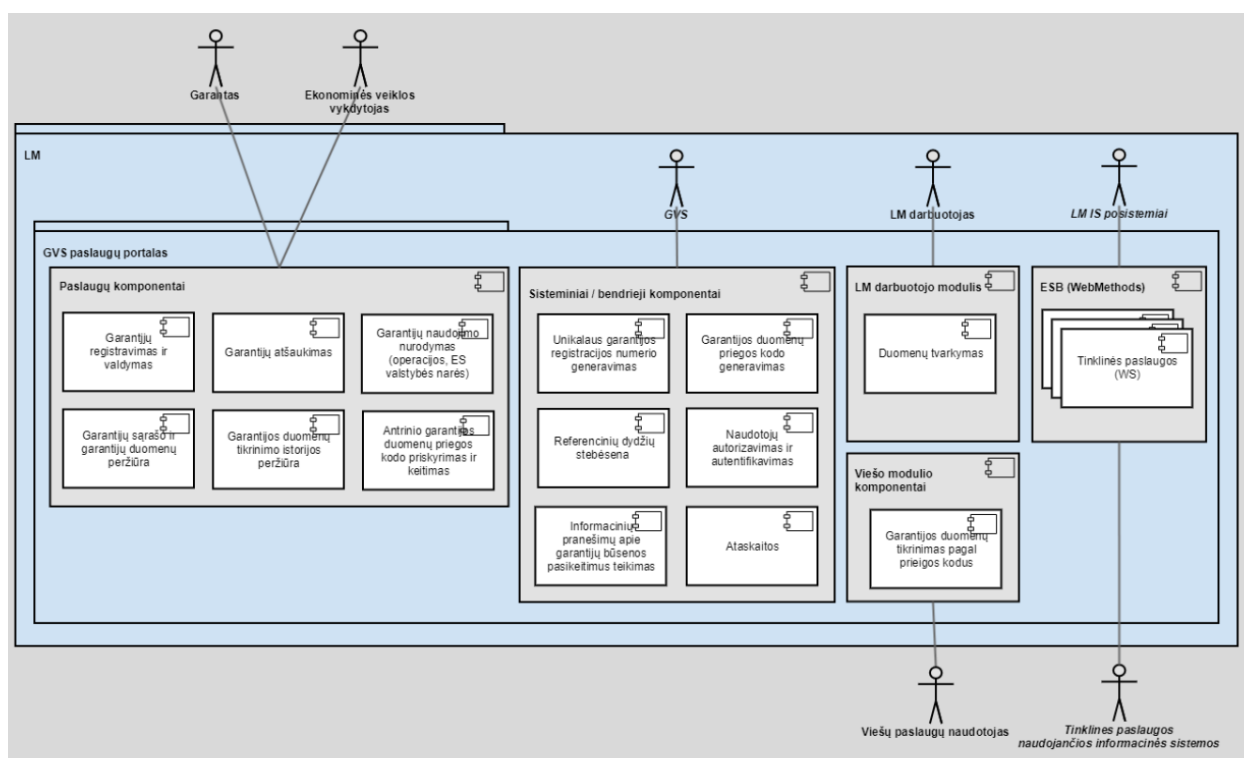 Garantas
Ekonominės veiklos
vykdytojas
LM
GVS
LM darbuotojas
LM IS posistemiai
GVS paslaugų portalas
Paslaugų komponentai
Garantijų
registravimas ir
valdymas
Garantijų atšaukimas
Garantijų naudojimo
nurodymas
(operacijos, ES
valstybės narės)
Garantijų sąrašo ir
garantijų duomenų
peržiūra
Garantijos duomenų
tikrinimo istorijos
peržiūra
Antrinio garantijos
duomenų priegos
kodo priskyrimas ir
keitimas
Sisteminiai / bendrieji komponentai
Unikalaus garantijos
registracijos numerio
generavimas
Garantijos duomenų
priegos kodo
generavimas
Referencinių dydžių
stebėsena
Naudotojų
autorizavimas ir
autentifikavimas
Informacinių
pranešimų apie
garantijų būsenos
pasikeitimus teikimas
Ataskaitos
LM darbuotojo modulis
Duomenų tvarkymas
ESB (WebMethods)
Tinklinės paslaugos
(WS)
Viešo modulio
komponentai
Garantijos duomenų
tikrinimas pagal
prieigos kodus
Viešų paslaugų naudotojas
Tinklines paslaugos
naudojančios informacinės sistemos